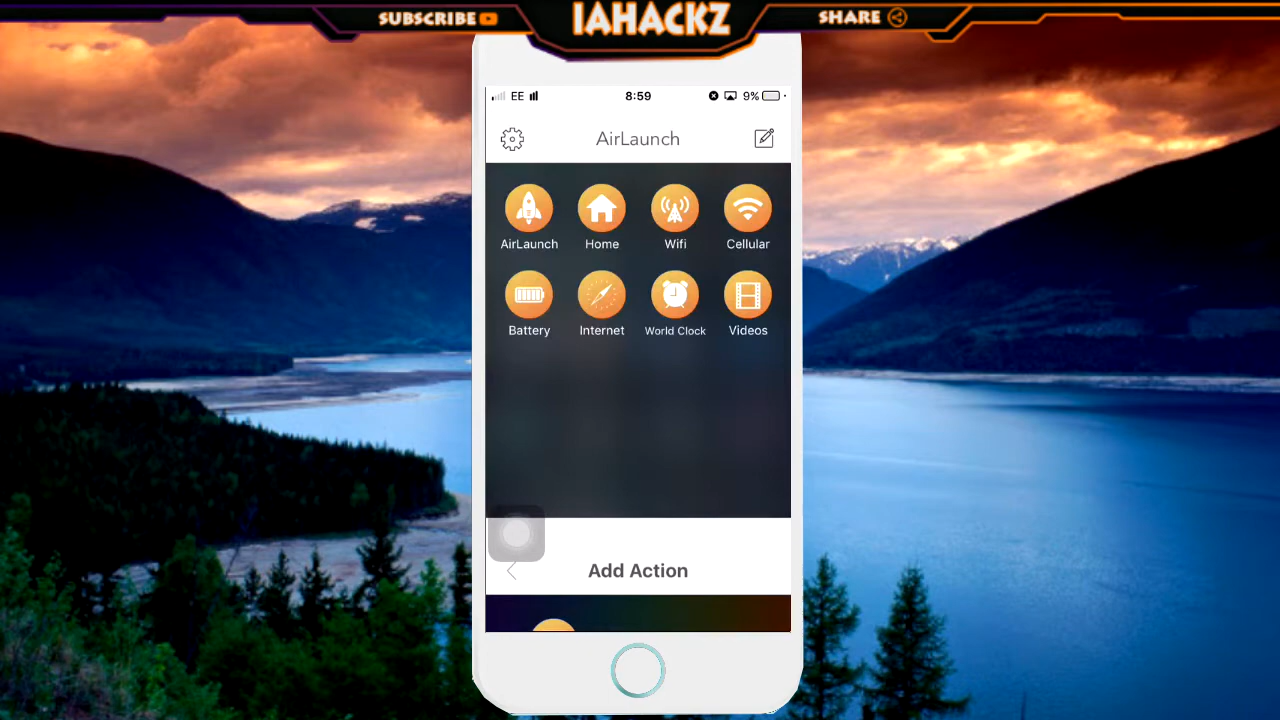 SUBSCRIBE
IAHACKZ
SHARE
EE
8:59
9%
AirLaunch
AirLaunch
Home
Wifi
Cellular
Battery
Internet
World Clock
Videos
Add Action